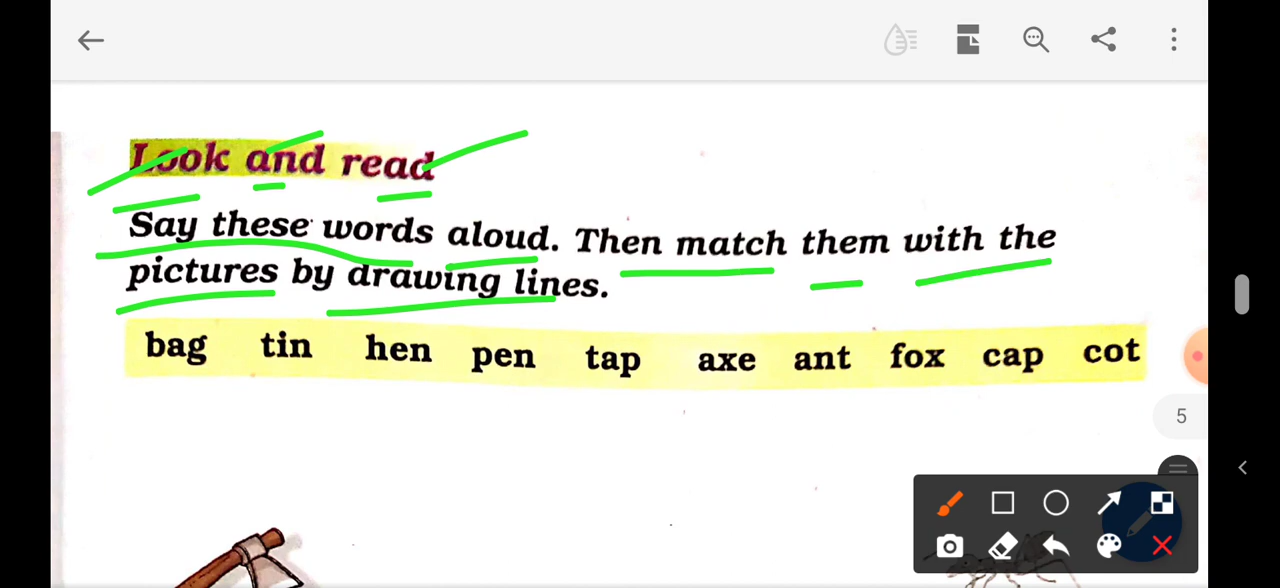 Look and read
Say these words aloud. Then match them with the
pictures by drawing lines.
bag tin hen pen tap axe ant fox cap cot
5